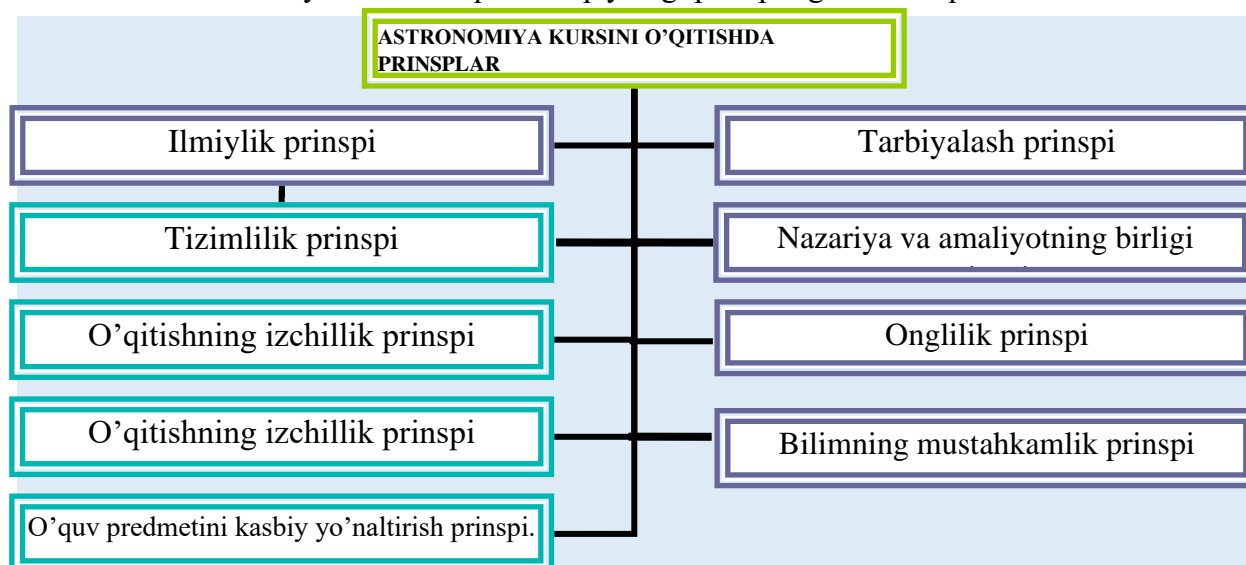 ASTRONOMIYA KURSINI O’QITISHDA
PRINSPLAR
Ilmiylik prinspi
Tarbiyalash prinspi
Tizimlilik prinspi
Nazariya va amaliyotning birligi
O’qitishning izchillik prinspi
Onglilik prinspi
O’qitishning izchillik prinspi
Bilimning mustahkamlik prinspi
O’quv predmetini kasbiy yo’naltirish prinspi.